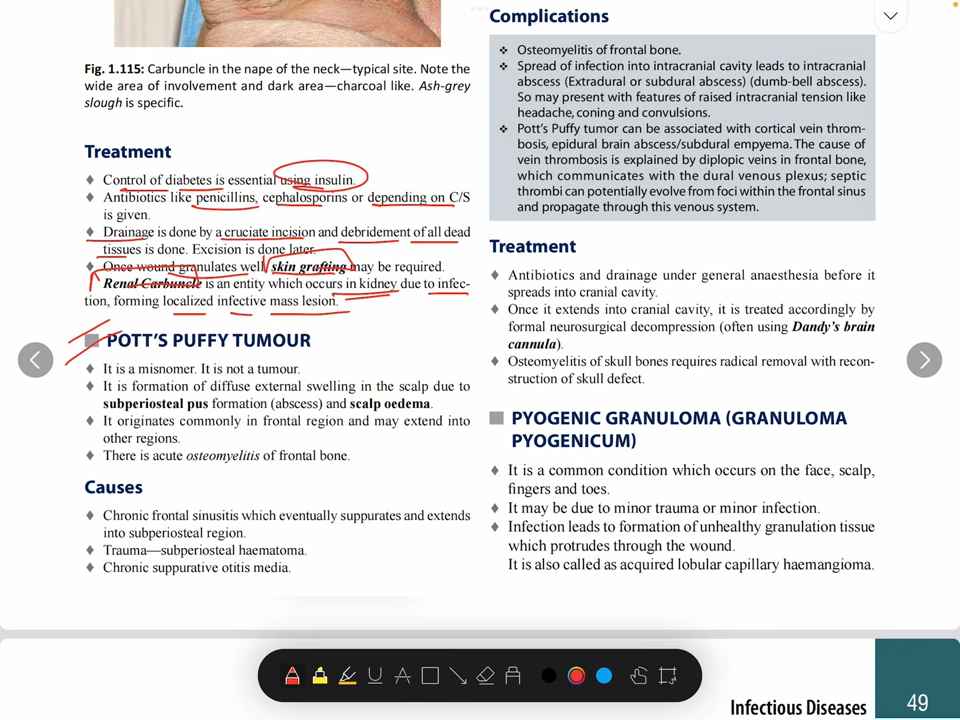 Fig. 1.115: Carbuncle in the nape of the neck—typical site. Note the
wide area of involvement and dark area—charcoal like. Ash-grey
slough is specific.
Treatment
♦ Control of diabetes is essential using insulin.
♦ Antibiotics like penicillins, cephalosporins or depending on C/S
is given.
♦ Drainage is done by a cruciate incision and debridement of all dead
tissues is done. Excision is done later.
♦ Once wound granulates well, skin grafting may be required.
Renal Carbuncle is an entity which occurs in kidney due to infec-
tion, forming localized infective mass lesion.
POTT'S PUFFY TUMOUR
♦ It is a misnomer. It is not a tumour.
♦ It is formation of diffuse external swelling in the scalp due to
subperiosteal pus formation (abscess) and scalp oedema.
♦ It originates commonly in frontal region and may extend into
other regions.
♦ There is acute osteomyelitis of frontal bone.
Causes
♦ Chronic frontal sinusitis which eventually suppurates and extends
into subperiosteal region.
♦ Trauma—subperiosteal haematoma.
♦ Chronic suppurative otitis media.
Complications
❖ Osteomyelitis of frontal bone.
❖ Spread of infection into intracranial cavity leads to intracranial
abscess (Extradural or subdural abscess) (dumb-bell abscess).
So may present with features of raised intracranial tension like
headache, coning and convulsions.
❖ Pott's Puffy tumor can be associated with cortical vein throm-
bosis, epidural brain abscess/subdural empyema. The cause
of vein thrombosis is explained by diplopic veins in frontal bone,
which communicates with the dural venous plexus; septic
thrombi can potentially evolve from foci within the frontal sinus
and propagate through this venous system.
Treatment
♦ Antibiotics and drainage under general anaesthesia before it
spreads into cranial cavity.
♦ Once it extends into cranial cavity, it is treated accordingly by
formal neurosurgical decompression (often using Dandy's brain
cannula).
♦ Osteomyelitis of skull bones requires radical removal with recon-
struction of skull defect.
PYOGENIC GRANULOMA (GRANULOMA
PYOGENICUM)
♦ It is a common condition which occurs on the face, scalp,
fingers and toes.
♦ It may be due to minor trauma or minor infection.
♦ Infection leads to formation of unhealthy granulation tissue
which protrudes through the wound.
It is also called as acquired lobular capillary haemangioma.
Infectious Diseases 49